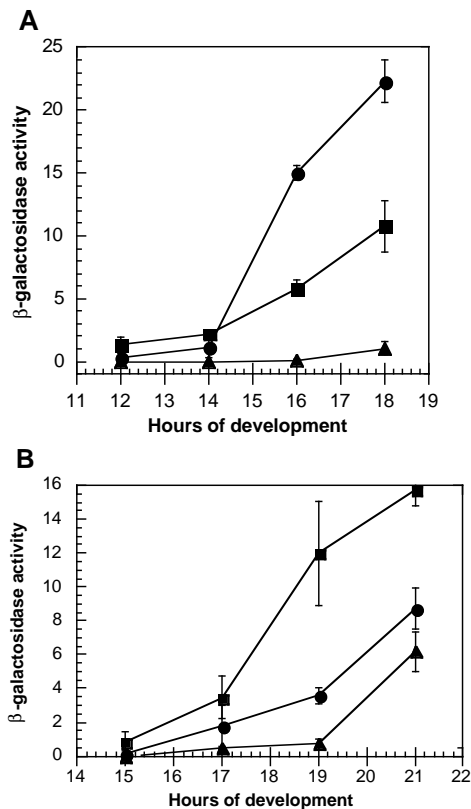 A
25
20
15
10
5
0
β-galactosidase activity
11 12 13 14 15 16 17 18 19
Hours of development
B
16
14
12
10
8
6
4
2
0
β-galactosidase activity
14 15 16 17 18 19 20 21 22
Hours of development